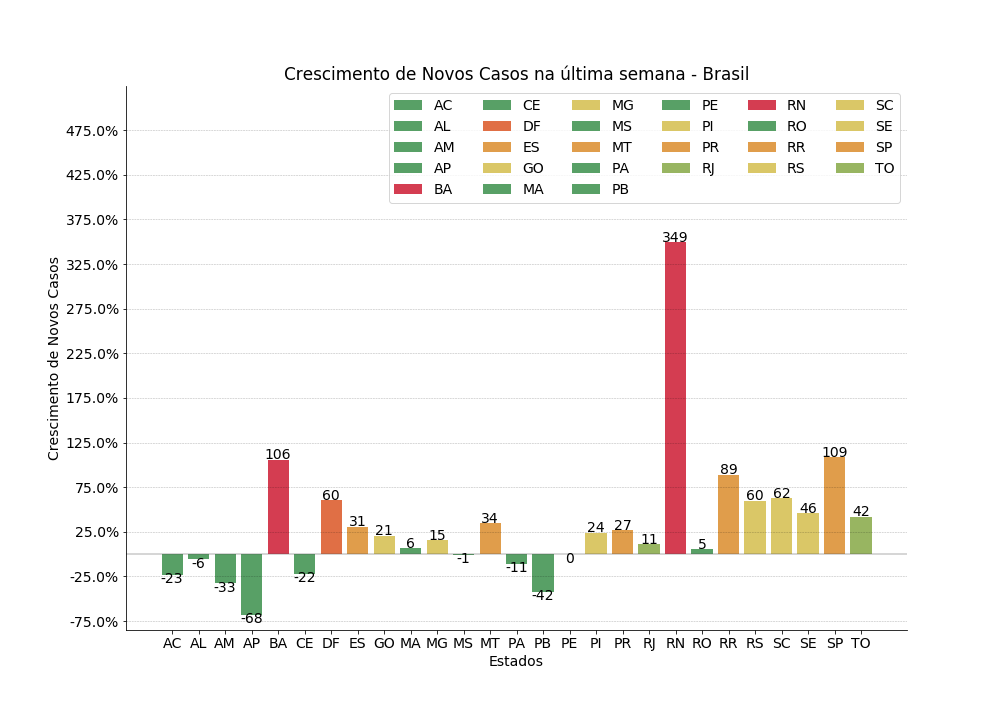 Crescimento de Novos Casos na última semana - Brasil
AC CE MG PE RN SC
AL DF MS PI RO SE
AM ES MT PR RR SP
AP GO PA RJ RS TO
BA MA PB
475.0%
425.0%
375.0%
325.0%
275.0%
225.0%
175.0%
125.0%
75.0%
25.0%
-25.0%
-75.0%
Crescimento de Novos Casos
-23 -6 -33 -68 106 -22 60 31 21 6 15 -1 34 -11 -42 0 24 27 11 349 5 89 60 62 46 109 42
AC AL AM AP BA CE DF ES GO MA MG MS MT PA PB PE PI PR RJ RN RO RR RS SC SE SP TO
Estados